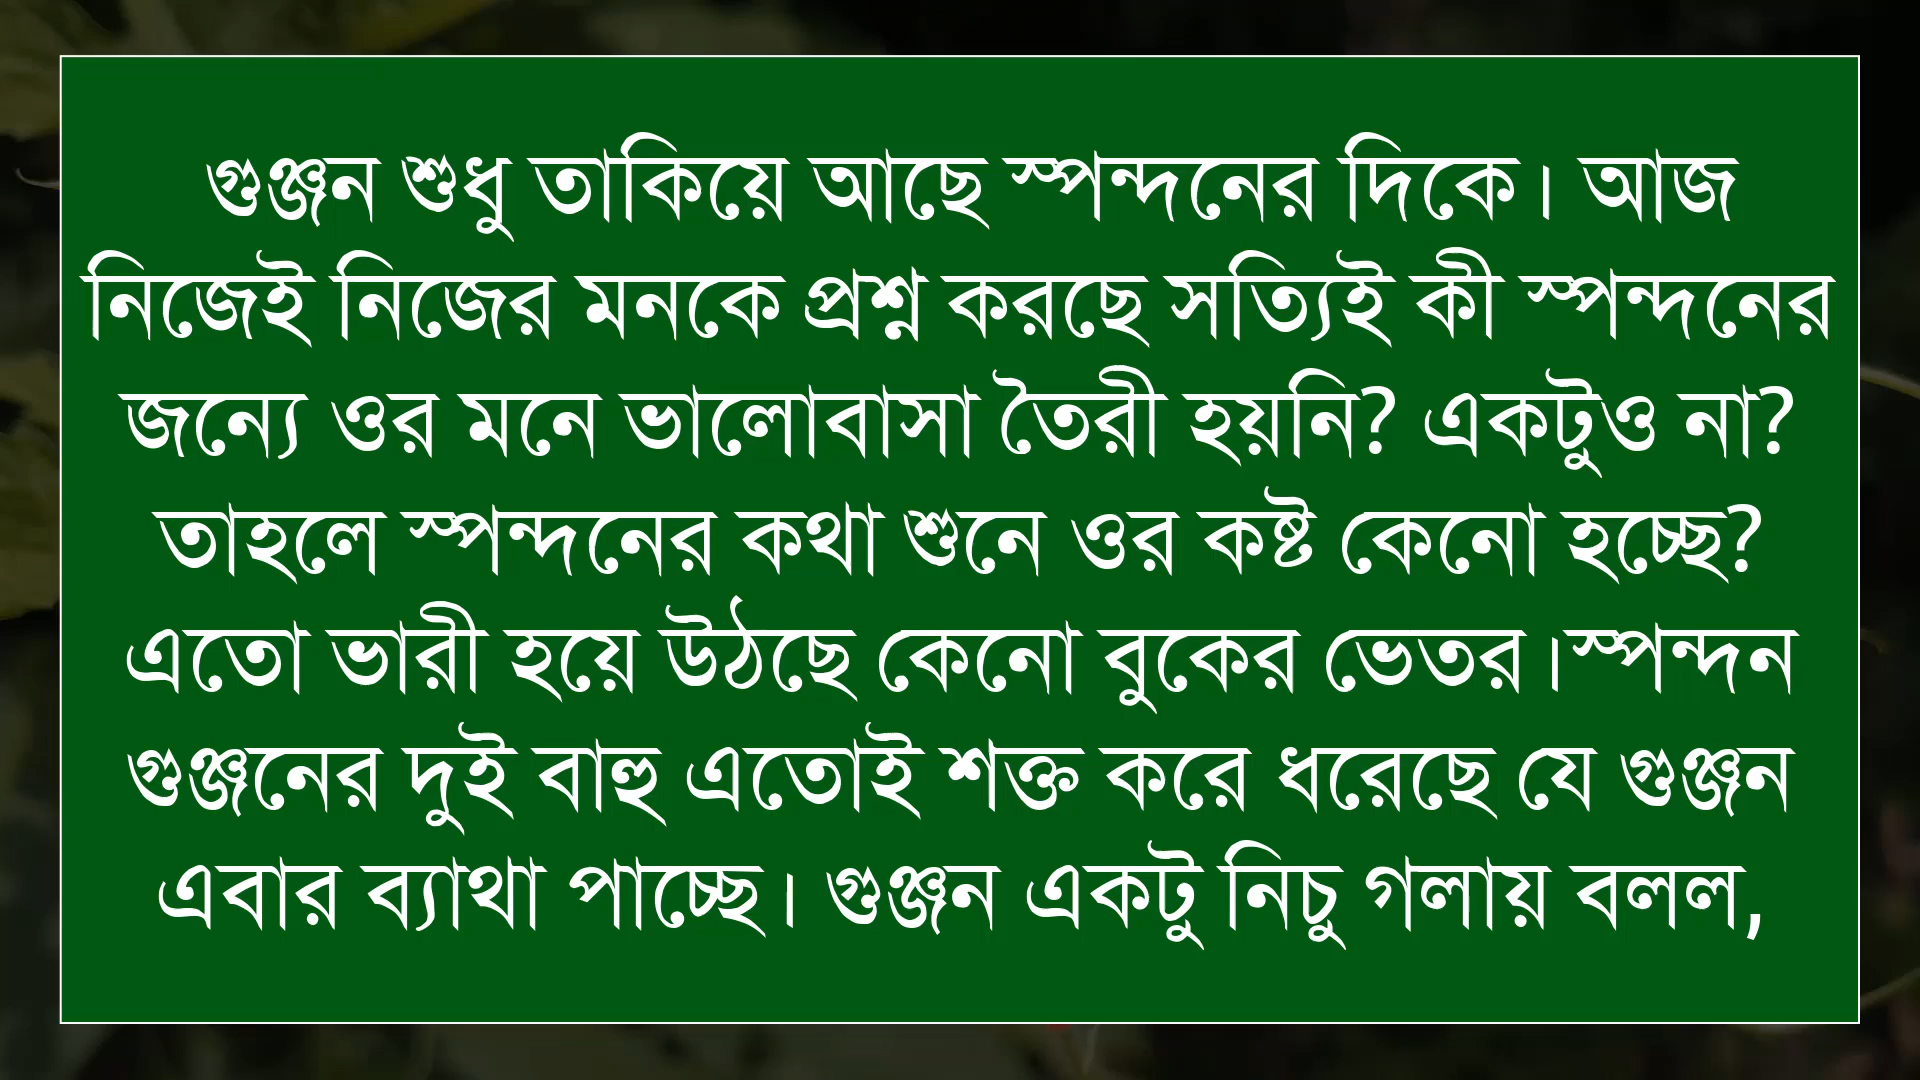 গুঞ্জন শুধু তাকিয়ে আছে স্পন্দনের দিকে। আজ
নিজেই নিজের মনকে প্রশ্ন করছে সত্যিই কী স্পন্দনের
জন্যে ওর মনে ভালোবাসা তৈরী হয়নি? একটুও না?
তাহলে স্পন্দনের কথা শুনে ওর কষ্ট কেনো হচ্ছে?
এতো ভারী হয়ে উঠছে কেনো বুকের ভেতর।স্পন্দন
গুঞ্জনের দুই বাহু এতোই শক্ত করে ধরেছে যে গুঞ্জন
এবার ব্যাথা পাচ্ছে। গুঞ্জন একটু নিচু গলায় বলল,